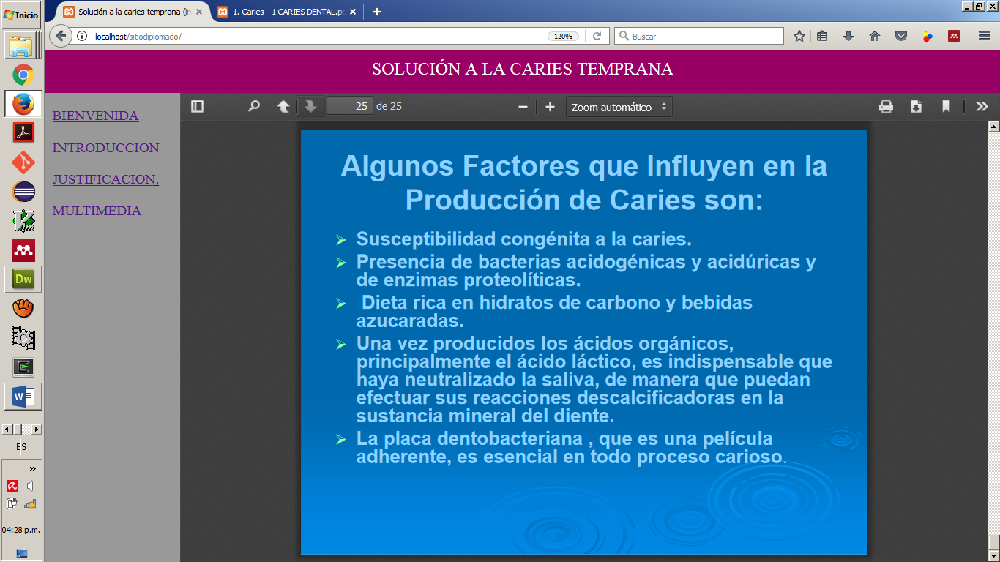 Inicio
Solución a la caries temprana (in
1. Caries - 1 CARIES DENTAL.pd
localhost/sitiodiplomado/
120%
Buscar
SOLUCIÓN A LA CARIES TEMPRANA
BIENVENIDA
INTRODUCCION
JUSTIFICACION.
MULTIMEDIA
25 de 25
Zoom automático
Algunos Factores que Influyen en la
Producción de Caries son:
Susceptibilidad congénita a la caries.
Presencia de bacterias acidogénicas y acidúricas y
de enzimas proteolíticas.
Dieta rica en hidratos de carbono y bebidas
azucaradas.
Una vez producidos los ácidos orgánicos,
principalmente el ácido láctico, es indispensable que
haya neutralizado la saliva, de manera que puedan
efectuar sus reacciones descalcificadoras en la
sustancia mineral del diente.
La placa dentobacteriana , que es una película
adherente, es esencial en todo proceso carioso.
Vim
Dw
W
ES
04:28 p.m.